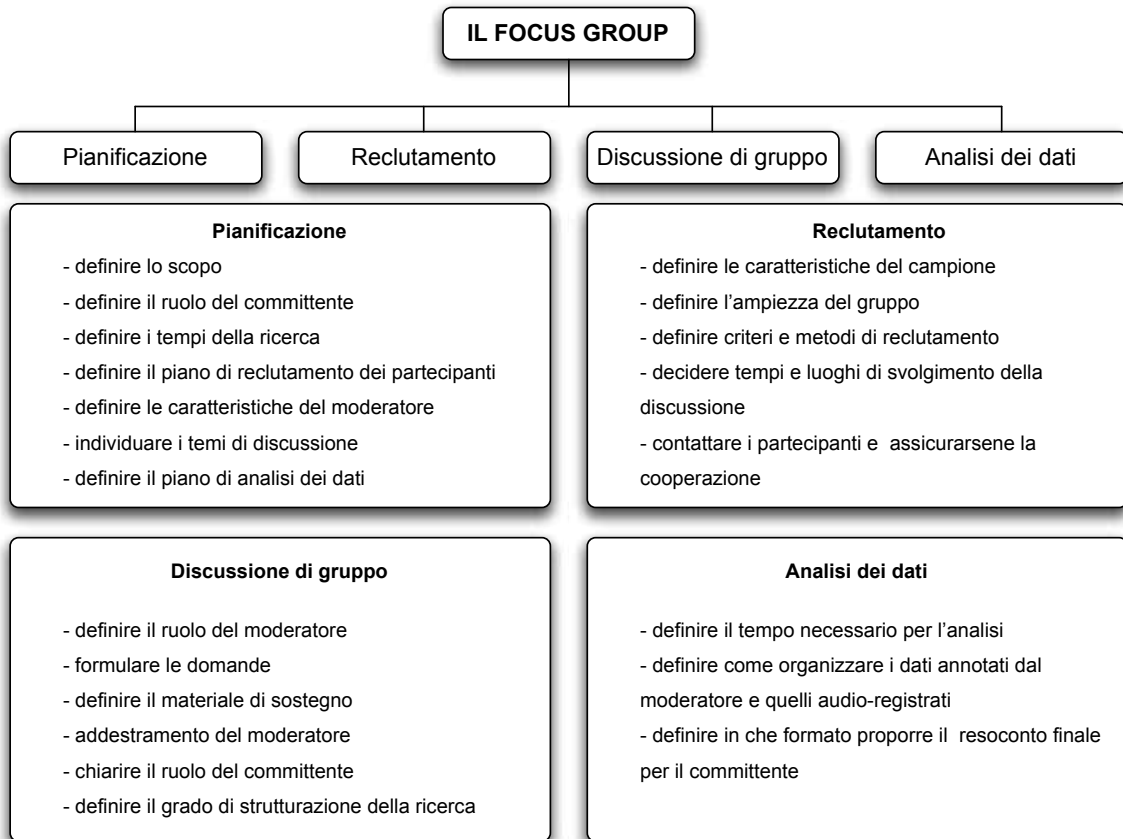 IL FOCUS GROUP
Pianificazione
Reclutamento
Discussione di gruppo
Analisi dei dati
Pianificazione
- definire lo scopo
- definire il ruolo del committente
- definire i tempi della ricerca
- definire il piano di reclutamento dei partecipanti
- definire le caratteristiche del moderatore
- individuare i temi di discussione
- definire il piano di analisi dei dati
Reclutamento
- definire le caratteristiche del campione
- definire l’ampiezza del gruppo
- definire criteri e metodi di reclutamento
- decidere tempi e luoghi di svolgimento della
discussione
- contattare i partecipanti e  assicurarsene la
cooperazione
Discussione di gruppo
- definire il ruolo del moderatore
- formulare le domande
- definire il materiale di sostegno
- addestramento del moderatore
- chiarire il ruolo del committente
- definire il grado di strutturazione della ricerca
Analisi dei dati
- definire il tempo necessario per l’analisi
- definire come organizzare i dati annotati dal
moderatore e quelli audio-registrati
- definire in che formato proporre il  resoconto finale
per il committente